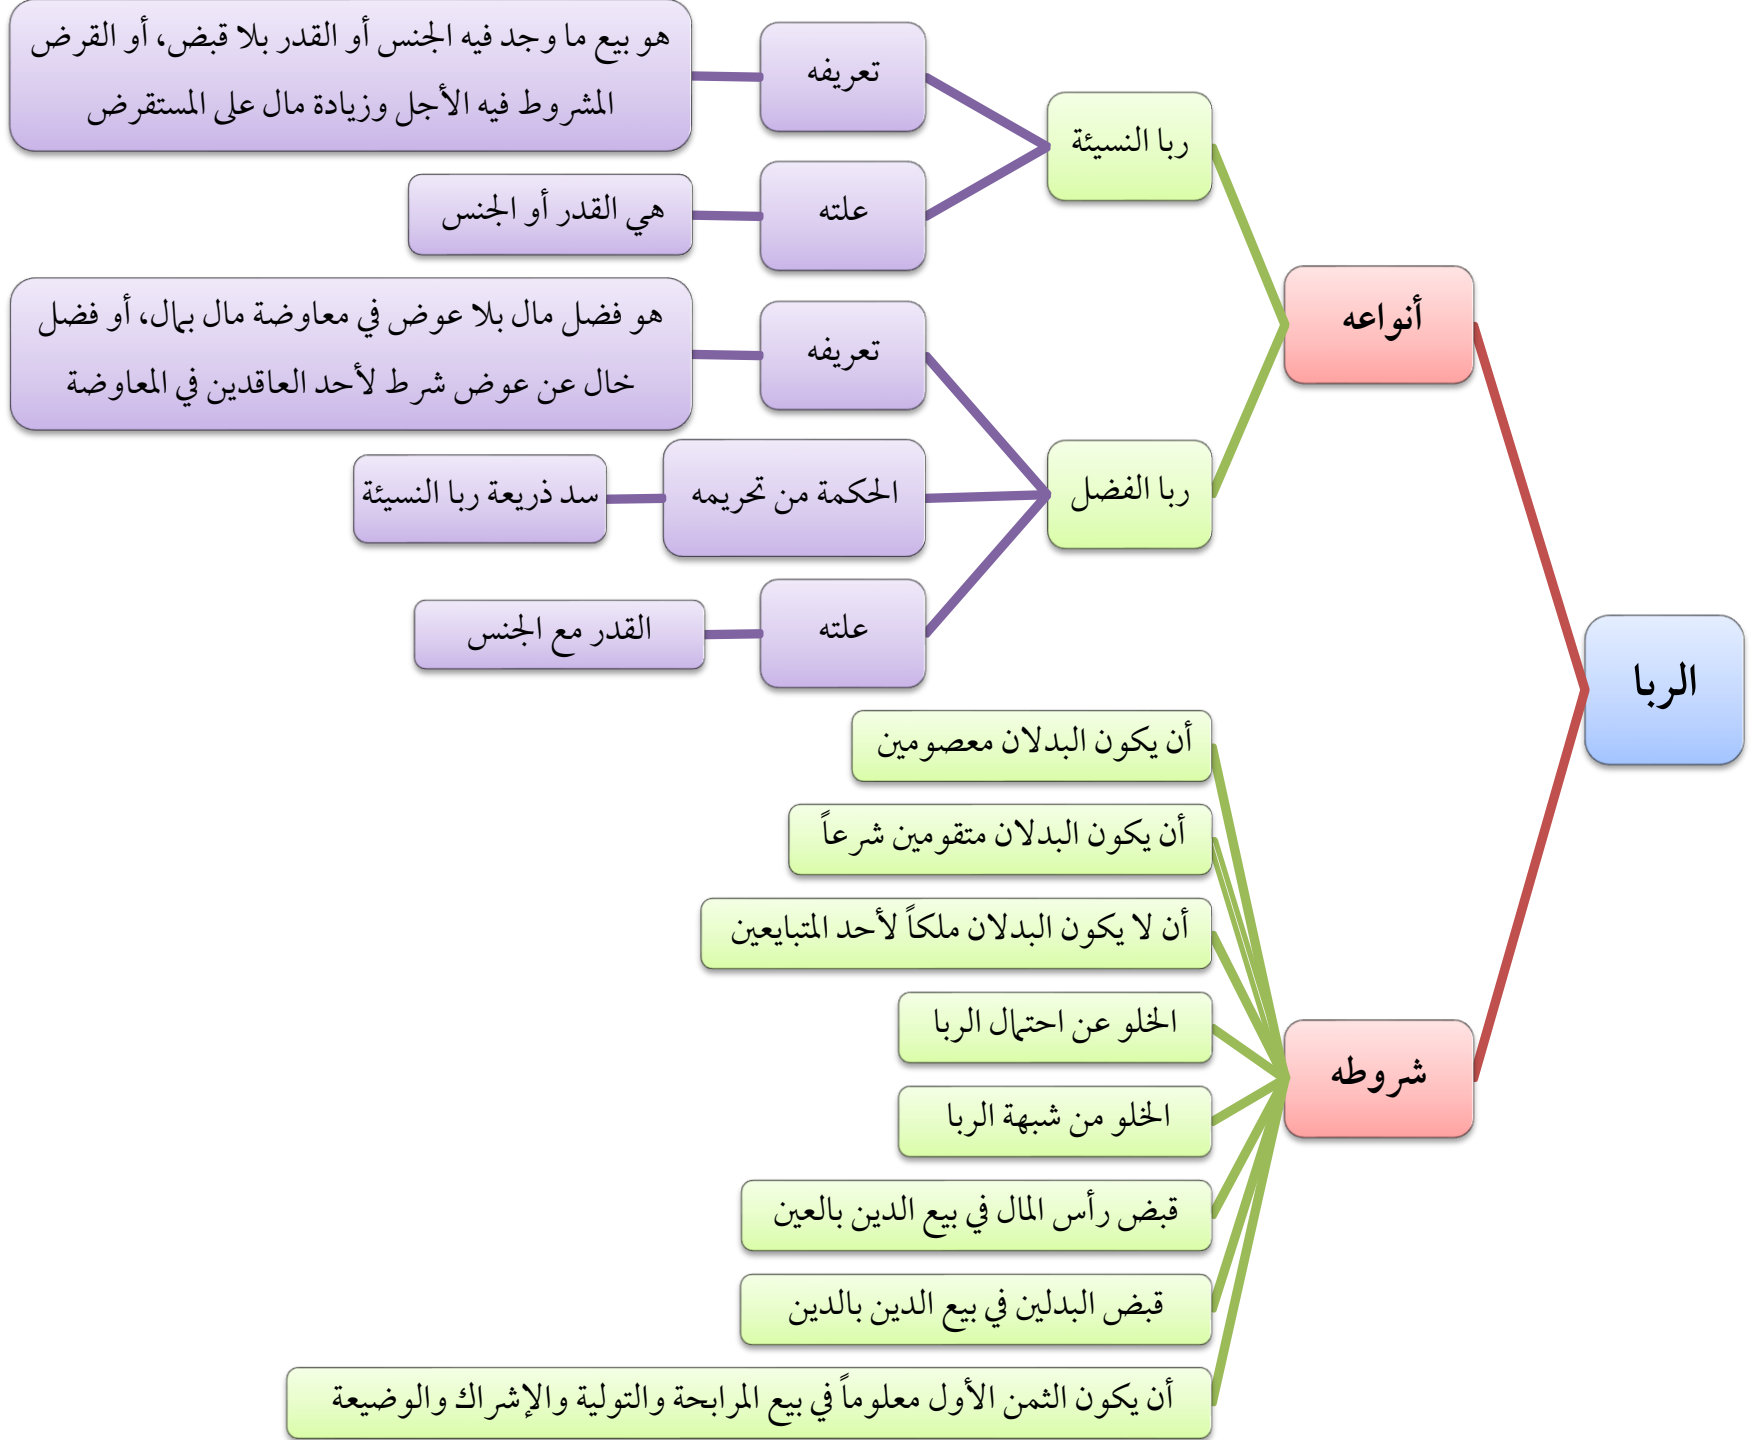 الربا
أنواعه
ربا النسيئة
تعريفه
هو بيع ما وجد فيه الجنس أو القدر بلا قبض، أو القرض
المشروط فيه الأجل وزيادة مال على المستقرض
علته
هي القدر أو الجنس
ربا الفضل
تعريفه
هو فضل مال بلا عوض في معاوضة مال بمال، أو فضل
خال عن عوض شرط لأحد العاقدين في المعاوضة
الحكمة من تحريمه
سد ذريعة ربا النسيئة
علته
القدر مع الجنس
شروطه
أن يكون البدلان معصومين
أن يكون البدلان متقومين شرعاً
أن لا يكون البدلان ملكاً لأحد المتبايعين
الخلو عن احتمال الربا
الخلو من شبهة الربا
قبض رأس المال في بيع الدين بالعين
قبض البدلين في بيع الدين بالدين
أن يكون الثمن الأول معلوماً في بيع المرابحة والتولية والإشراك والوضيعة